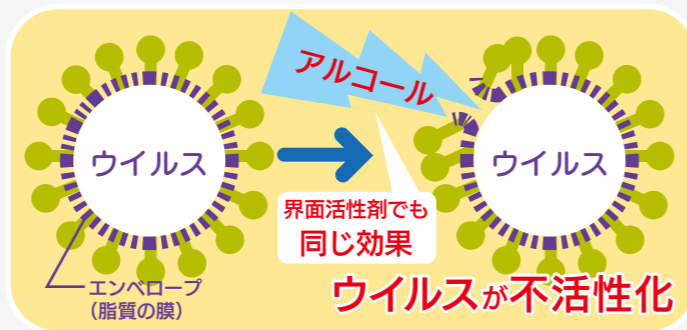 アルコール
ウイルス
ウイルス
界面活性剤でも
同じ効果
エンベロープ
(脂質の膜)
ウイルスが不活性化